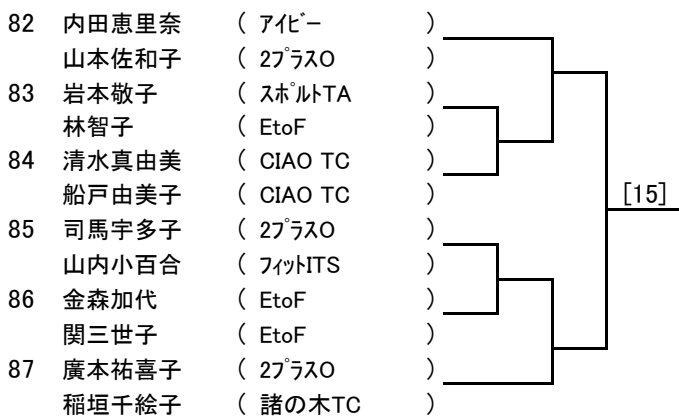 82 内田恵里奈 ( アイビー )
山本佐和子 ( 2プラスO )
83 岩本敬子 ( スポルトTA )
林智子 ( EtoF )
84 清水真由美 ( CIAO TC )
船戸由美子 ( CIAO TC )
[15]
85 司馬宇多子 ( 2プラスO )
山内小百合 ( フィットITS )
86 金森加代 ( EtoF )
関三世子 ( EtoF )
87 廣本祐喜子 ( 2プラスO )
稲垣千絵子 ( 諸の木TC )